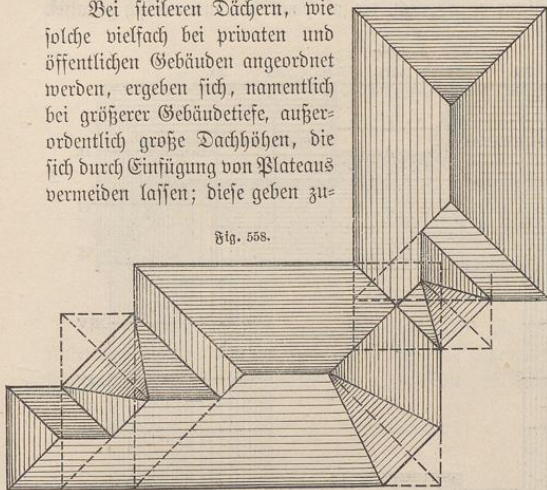 Bei steileren Dächern, wie
solche vielfach bei privaten und
öffentlichen Gebäuden angeordnet
werden, ergeben sich, namentlich
bei größerer Gebäudetiefe, außer=
ordentlich große Dachhöhen, die
sich durch Einfügung von Plateaus
vermeiden lassen; diese geben zu=
Fig. 558.